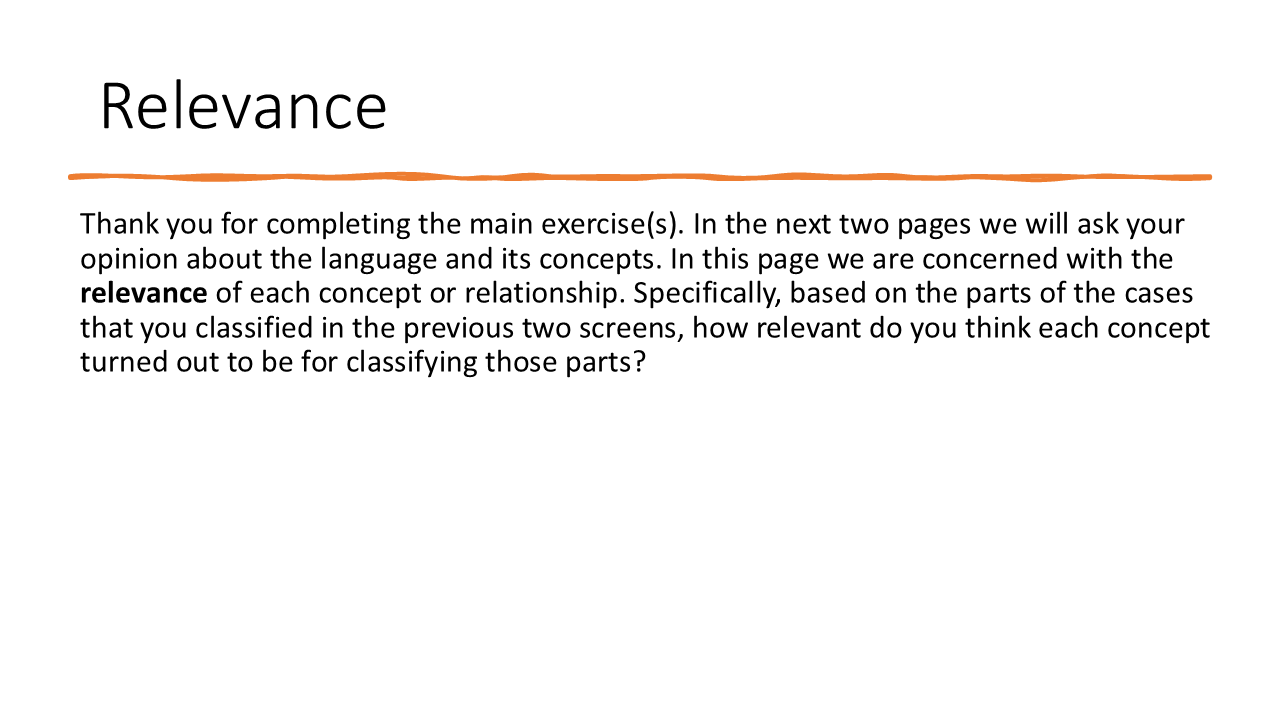 Relevance
Thank you for completing the main exercise(s). In the next two pages we will ask your
opinion about the language and its concepts. In this page we are concerned with the
relevance of each concept or relationship. Specifically, based on the parts of the cases
that you classified in the previous two screens, how relevant do you think each concept
turned out to be for classifying those parts?